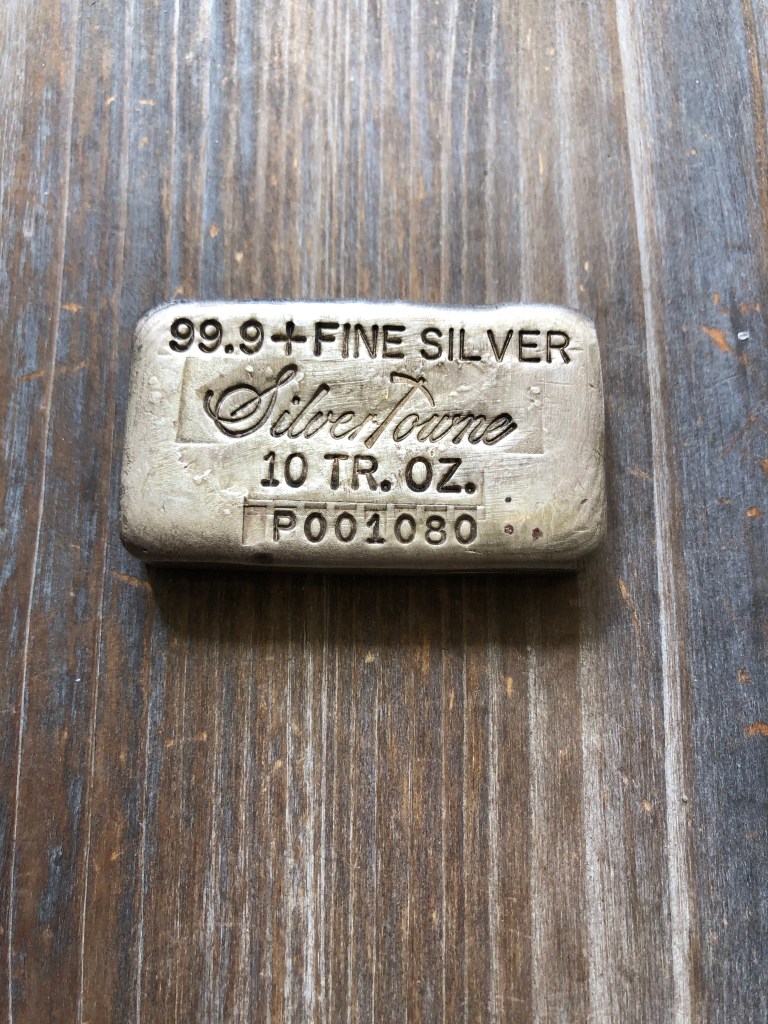 99.9+FINE SILVER
SilverTowne
10 TR. OZ.
P001080